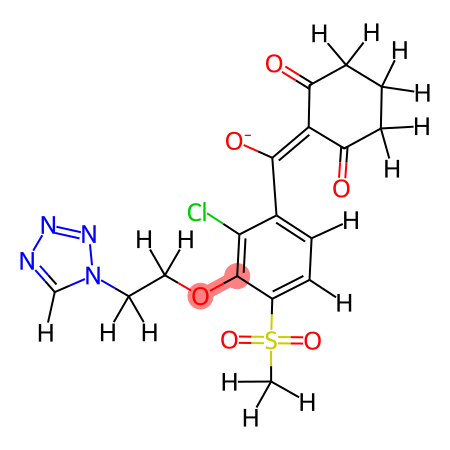 H H H
O
H
O⁻ H
H
O
Cl H
N N H H
N N O H
H H H O S O
H H
H